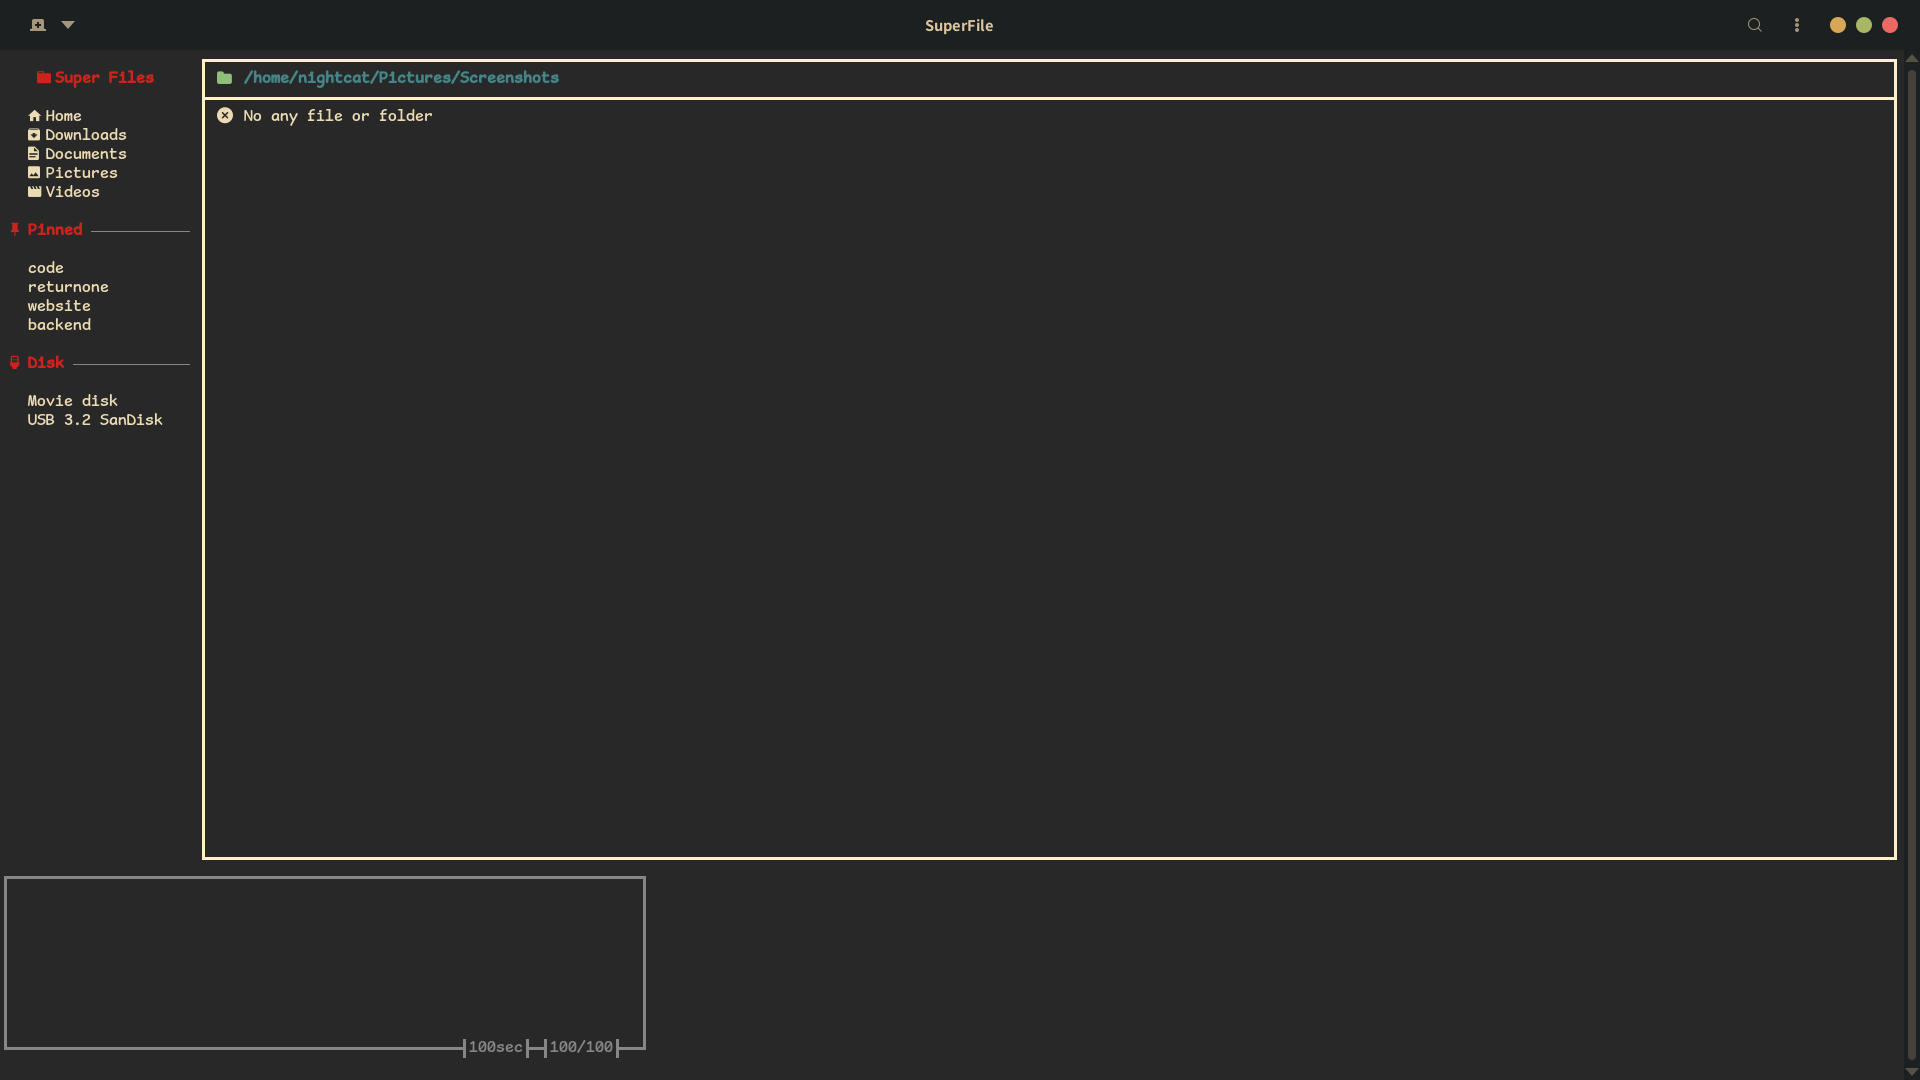 SuperFile
Super Files
Home
Downloads
Documents
Pictures
Videos
Pinned
code
returnone
website
backend
Disk
Movie disk
USB 3.2 SanDisk
/home/nightcat/Pictures/Screenshots
No any file or folder
100sec 100/100